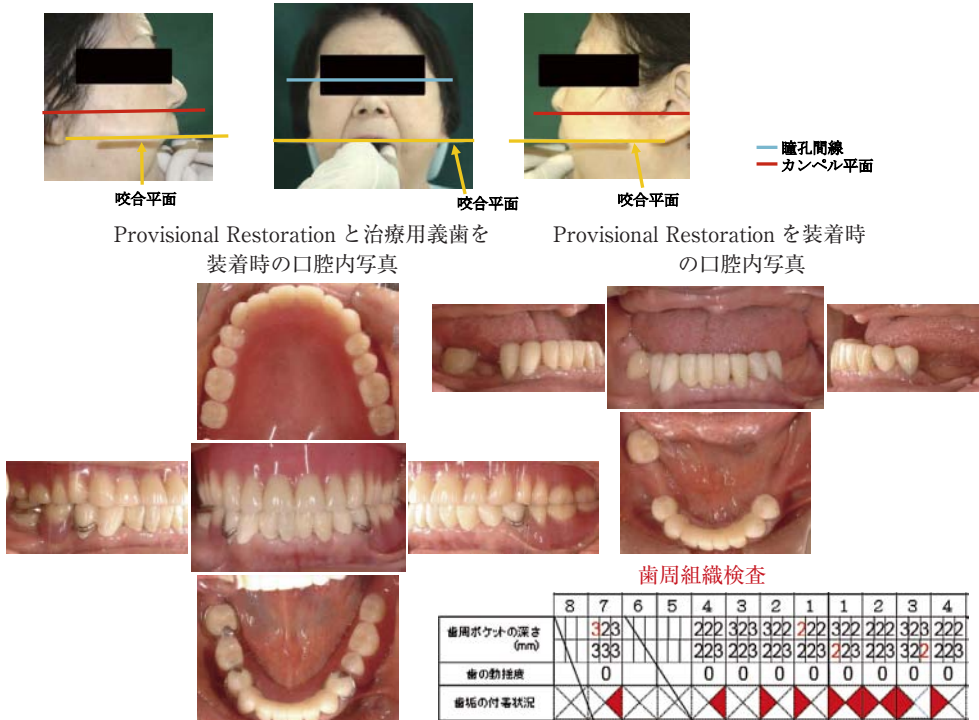 瞳孔間線
カンペル平面
咬合平面
咬合平面
咬合平面
Provisional Restoration と治療用義歯を
装着時の口腔内写真
Provisional Restoration を装着時
の口腔内写真
歯周組織検査
8 7 6 5 4 3 2 1 1 2 3 4
歯周ポケットの深さ (mm) 323 222 323 322 222 322 222 323 222
333 223 223 223 223 223 223 322 223
歯の動揺度 0 0 0 0 0 0 0 0 0
歯垢の付着状況